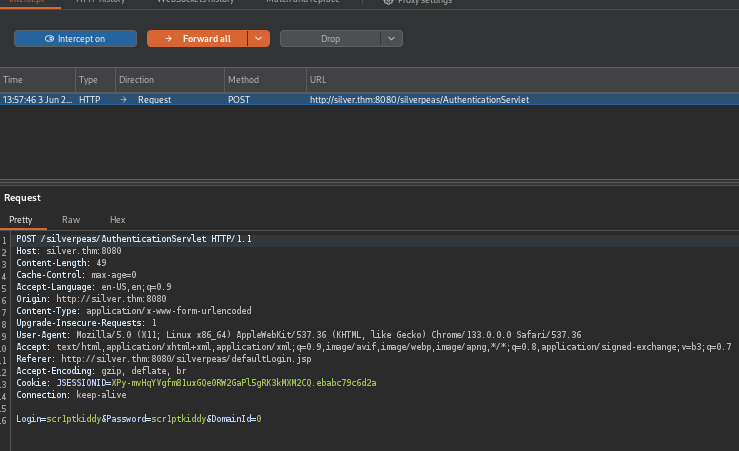 Intercept HTTP history WebSockets history Match and replace Proxy settings
Intercept on Forward all Drop
Time Type Direction Method URL
13:57:46 3 Jun 2... HTTP → Request POST http://silver.thm:8080/silverpeas/AuthenticationServlet
Request
Pretty Raw Hex
1 POST /silverpeas/AuthenticationServlet HTTP/1.1
2 Host: silver.thm:8080
3 Content-Length: 49
4 Cache-Control: max-age=0
5 Accept-Language: en-US,en;q=0.9
6 Origin: http://silver.thm:8080
7 Content-Type: application/x-www-form-urlencoded
8 Upgrade-Insecure-Requests: 1
9 User-Agent: Mozilla/5.0 (X11; Linux x86_64) AppleWebKit/537.36 (KHTML, like Gecko) Chrome/133.0.0.0 Safari/537.36
0 Accept: text/html,application/xhtml+xml,application/xml;q=0.9,image/avif,image/webp,image/apng,*/*;q=0.8,application/signed-exchange;v=b3;q=0.7
1 Referer: http://silver.thm:8080/silverpeas/defaultLogin.jsp
2 Accept-Encoding: gzip, deflate, br
3 Cookie: JSESSIONID=XPy-mvHqYVgfm81uxGQe0RW2GaPl5gRK3kMXM2CQ.ebabc79c6d2a
4 Connection: keep-alive
5
6 Login=scr1ptkiddy&Password=scr1ptkiddy&DomainId=0